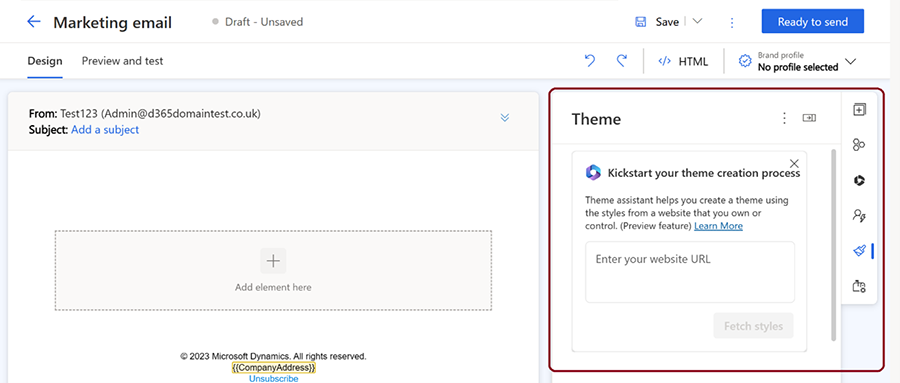 Marketing email
Draft - Unsaved
Save
Ready to send
Design
Preview and test
HTML
Brand profile
No profile selected
From: Test123 (Admin@d365domaintest.co.uk)
Subject: Add a subject
Add element here
© 2023 Microsoft Dynamics. All rights reserved.
{{CompanyAddress}}
Unsubscribe
Theme
Kickstart your theme creation process
Theme assistant helps you create a theme using
the styles from a website that you own or
control. (Preview feature) Learn More
Enter your website URL
Fetch styles